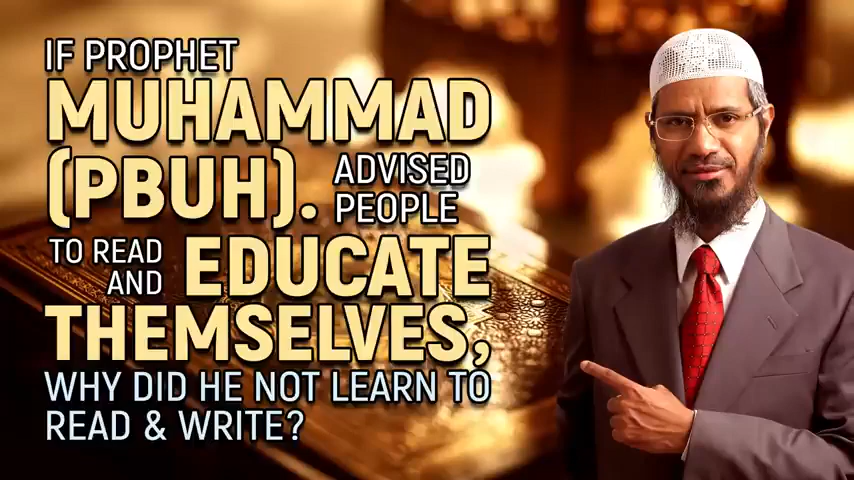 IF PROPHET
MUHAMMAD
(PBUH). ADVISED
PEOPLE
TO READ
AND EDUCATE
THEMSELVES,
WHY DID HE NOT LEARN TO
READ & WRITE?